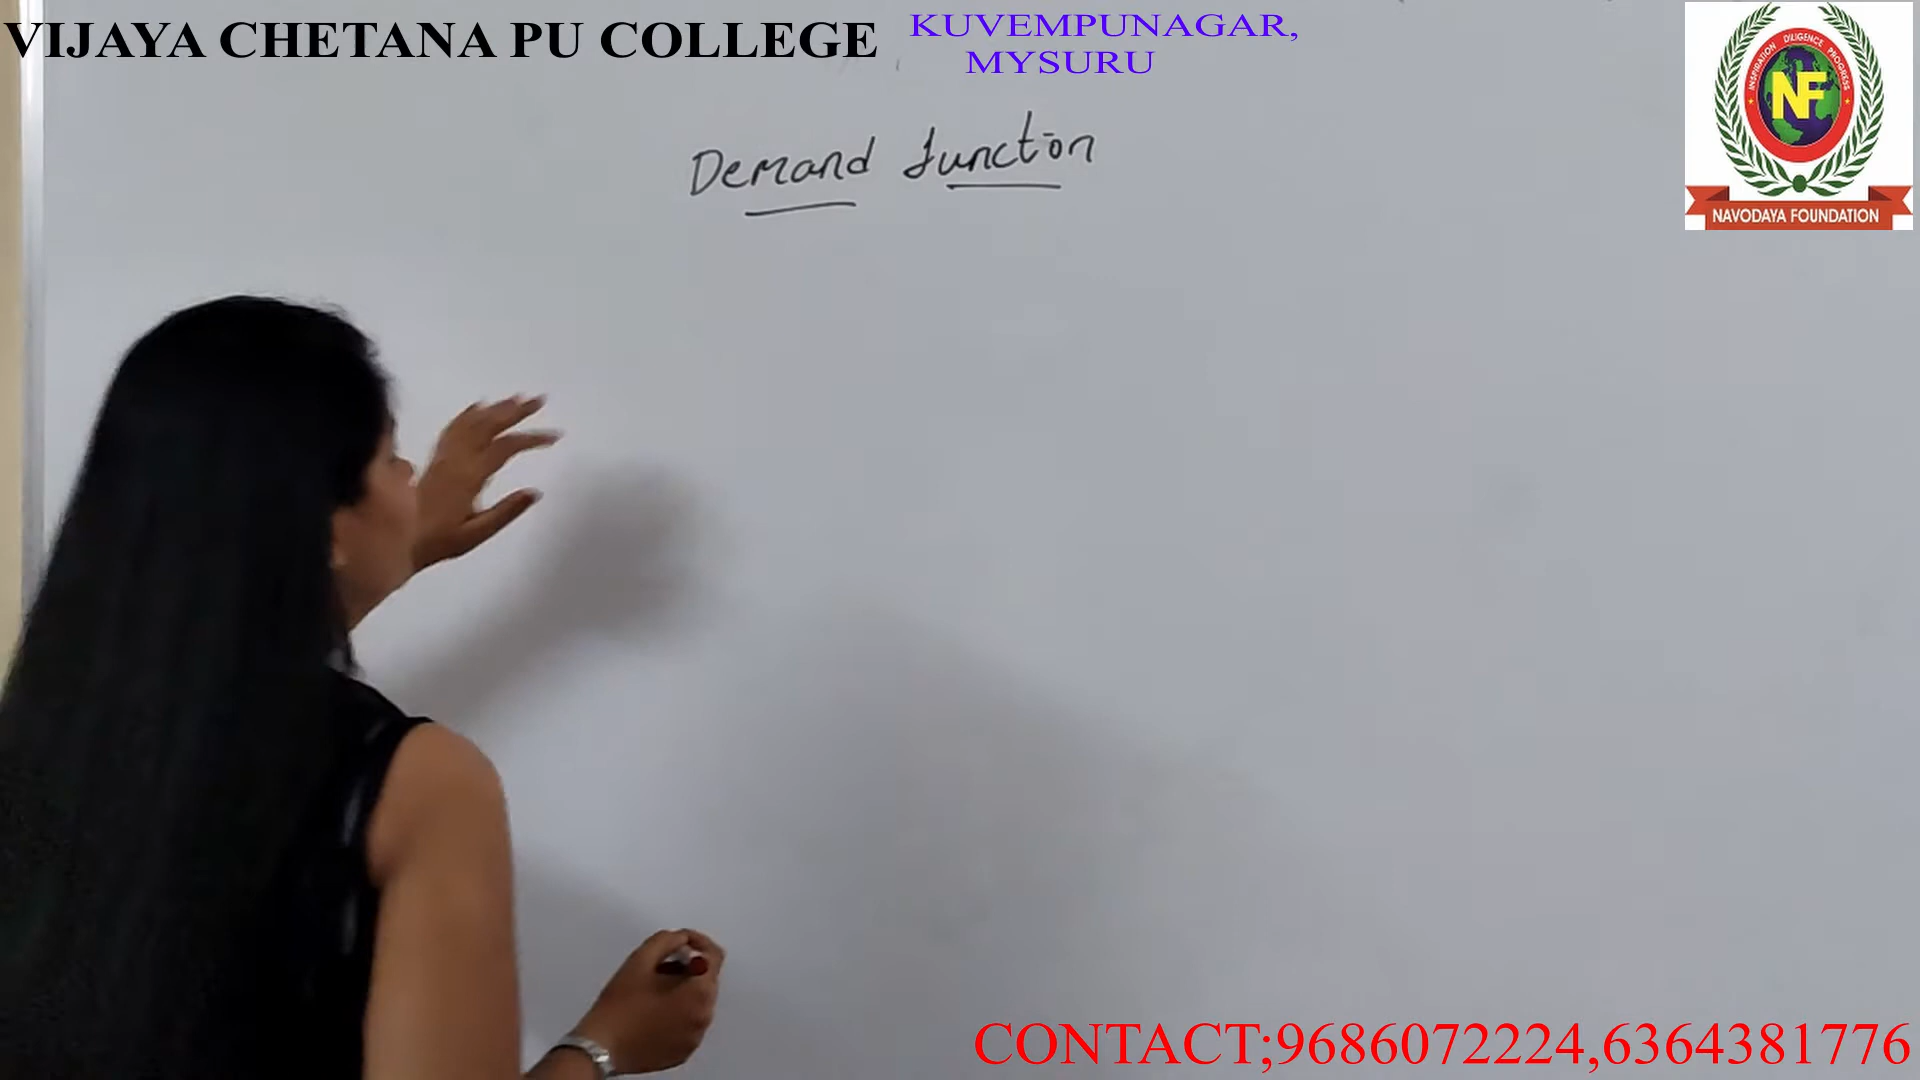 VIJAYA CHETANA PU COLLEGE
KUVEMPUNAGAR,
MYSURU
INSPIRATION DILIGENCE PROGRESS
NF
NAVODAYA FOUNDATION
Demand function
CONTACT;9686072224,6364381776